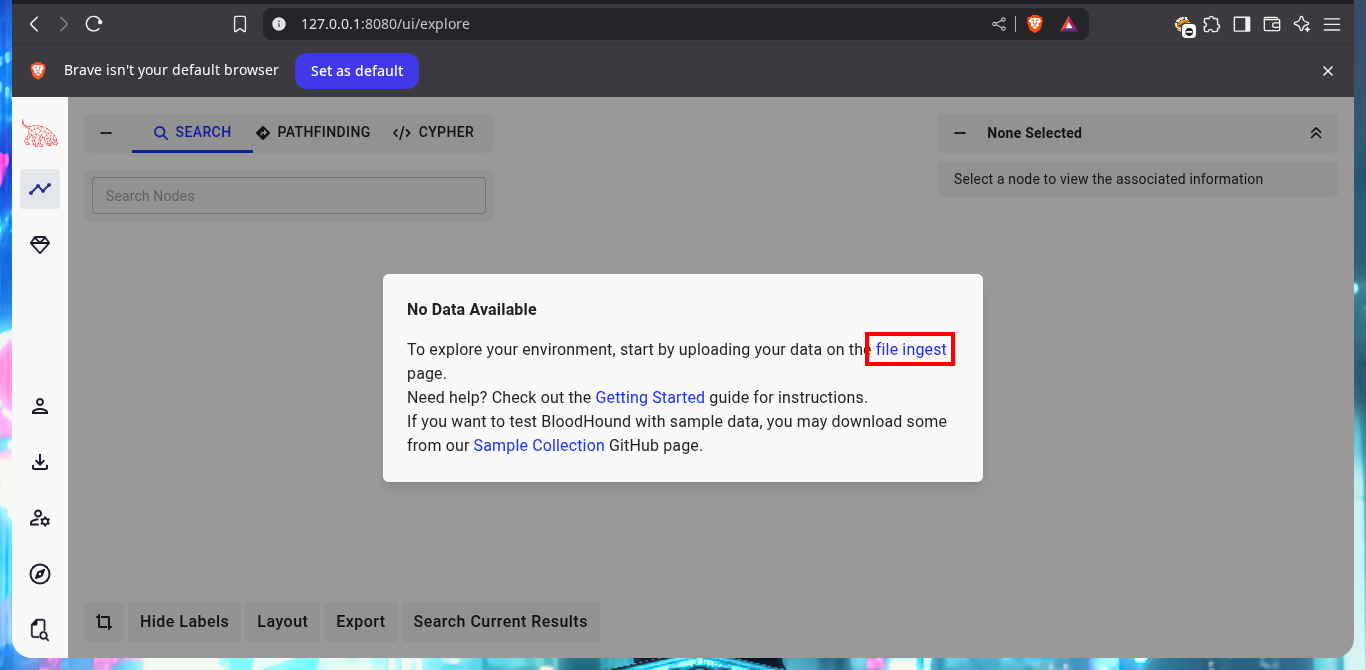 127.0.0.1:8080/ui/explore
Brave isn't your default browser
Set as default
SEARCH
PATHFINDING
</> CYPHER
None Selected
Search Nodes
Select a node to view the associated information
No Data Available
To explore your environment, start by uploading your data on the file ingest
page.
Need help? Check out the Getting Started guide for instructions.
If you want to test BloodHound with sample data, you may download some
from our Sample Collection GitHub page.
Hide Labels
Layout
Export
Search Current Results